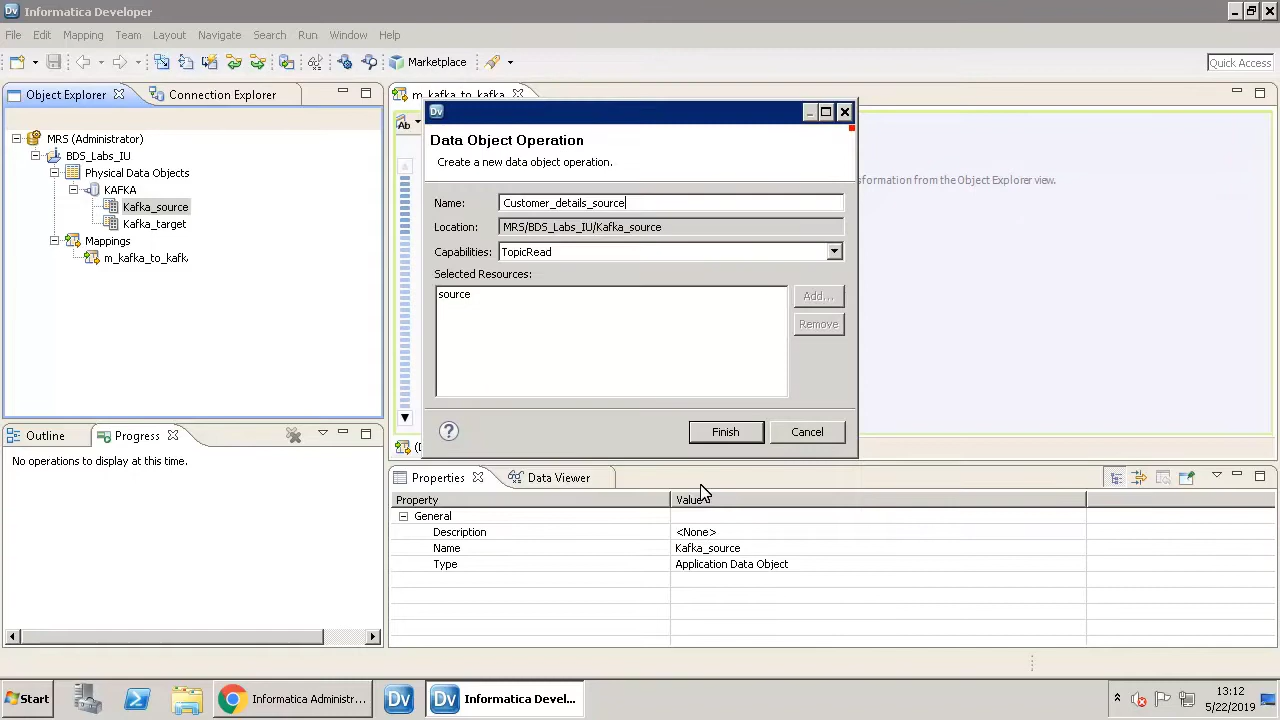 Informatica Developer
File Edit Mapping Team Layout Navigate Search Run Window Help
Marketplace
Quick Access
Object Explorer
Connection Explorer
m_kafka_to_kafka
MRS (Administrator)
BDS_Labs_IU
Physical Data Objects
KAFKA
Kafka_source
Mappings
Data Object Operation
Create a new data object operation.
Name: Customer_details_source
Location: MRS/BDS_Labs_IU/Kafka_source
Capabilities: TopicRead
Selected Resources:
source
Add..
Remove
Finish
Cancel
from the Object Explorer view.
Outline
Progress
No operations to display at this time.
Properties
Data Viewer
Property Value
General
Description <None>
Name Kafka_source
Type Application Data Object
Start
Informatica Administr...
Informatica Devel...
13:12
5/22/2019